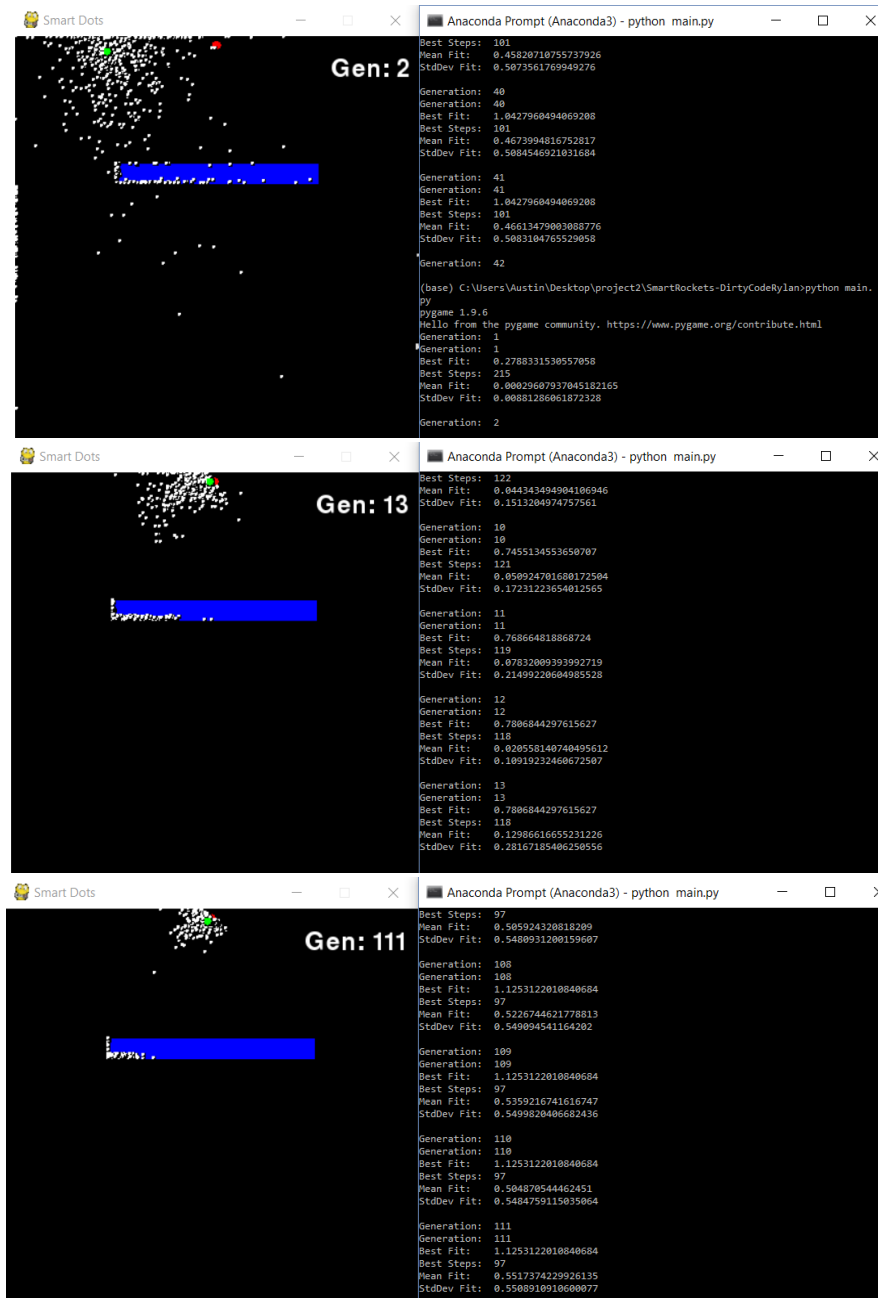 Smart Dots
Gen: 2
Anaconda Prompt (Anaconda3) - python main.py
Best Steps: 101
Mean Fit: 0.45820710755737926
StdDev Fit: 0.5073561769949276
Generation: 40
Generation: 40
Best Fit: 1.0427960494069208
Best Steps: 101
Mean Fit: 0.4673994816752817
StdDev Fit: 0.5084546921031684
Generation: 41
Generation: 41
Best Fit: 1.0427960494069208
Best Steps: 101
Mean Fit: 0.46613479003088776
StdDev Fit: 0.5083104765529058
Generation: 42
(base) C:\Users\Austin\Desktop\project2\SmartRockets-DirtyCodeRylan>python main.
py
pygame 1.9.6
Hello from the pygame community. https://www.pygame.org/contribute.html
Generation: 1
Generation: 1
Best Fit: 0.2788331530557058
Best Steps: 215
Mean Fit: 0.00029607937045182165
StdDev Fit: 0.00881286061872328
Generation: 2
Smart Dots
Gen: 13
Anaconda Prompt (Anaconda3) - python main.py
Best Steps: 122
Mean Fit: 0.044343494904106946
StdDev Fit: 0.1513204974757561
Generation: 10
Generation: 10
Best Fit: 0.7455134553650707
Best Steps: 121
Mean Fit: 0.050924701680172504
StdDev Fit: 0.17231223654012565
Generation: 11
Generation: 11
Best Fit: 0.768664818868724
Best Steps: 119
Mean Fit: 0.07832009393992719
StdDev Fit: 0.21499220604985528
Generation: 12
Generation: 12
Best Fit: 0.7806844297615627
Best Steps: 118
Mean Fit: 0.020558140740495612
StdDev Fit: 0.10919232460672507
Generation: 13
Generation: 13
Best Fit: 0.7806844297615627
Best Steps: 118
Mean Fit: 0.12986616655231226
StdDev Fit: 0.28167185406250556
Smart Dots
Gen: 111
Anaconda Prompt (Anaconda3) - python main.py
Best Steps: 97
Mean Fit: 0.505924320818209
StdDev Fit: 0.5480931200159607
Generation: 108
Generation: 108
Best Fit: 1.1253122010840684
Best Steps: 97
Mean Fit: 0.5226744621778813
StdDev Fit: 0.549094541164202
Generation: 109
Generation: 109
Best Fit: 1.1253122010840684
Best Steps: 97
Mean Fit: 0.5359216741616747
StdDev Fit: 0.5499820406682436
Generation: 110
Generation: 110
Best Fit: 1.1253122010840684
Best Steps: 97
Mean Fit: 0.504870544462451
StdDev Fit: 0.5484759115035064
Generation: 111
Generation: 111
Best Fit: 1.1253122010840684
Best Steps: 97
Mean Fit: 0.5517374229926135
StdDev Fit: 0.5508910910600077